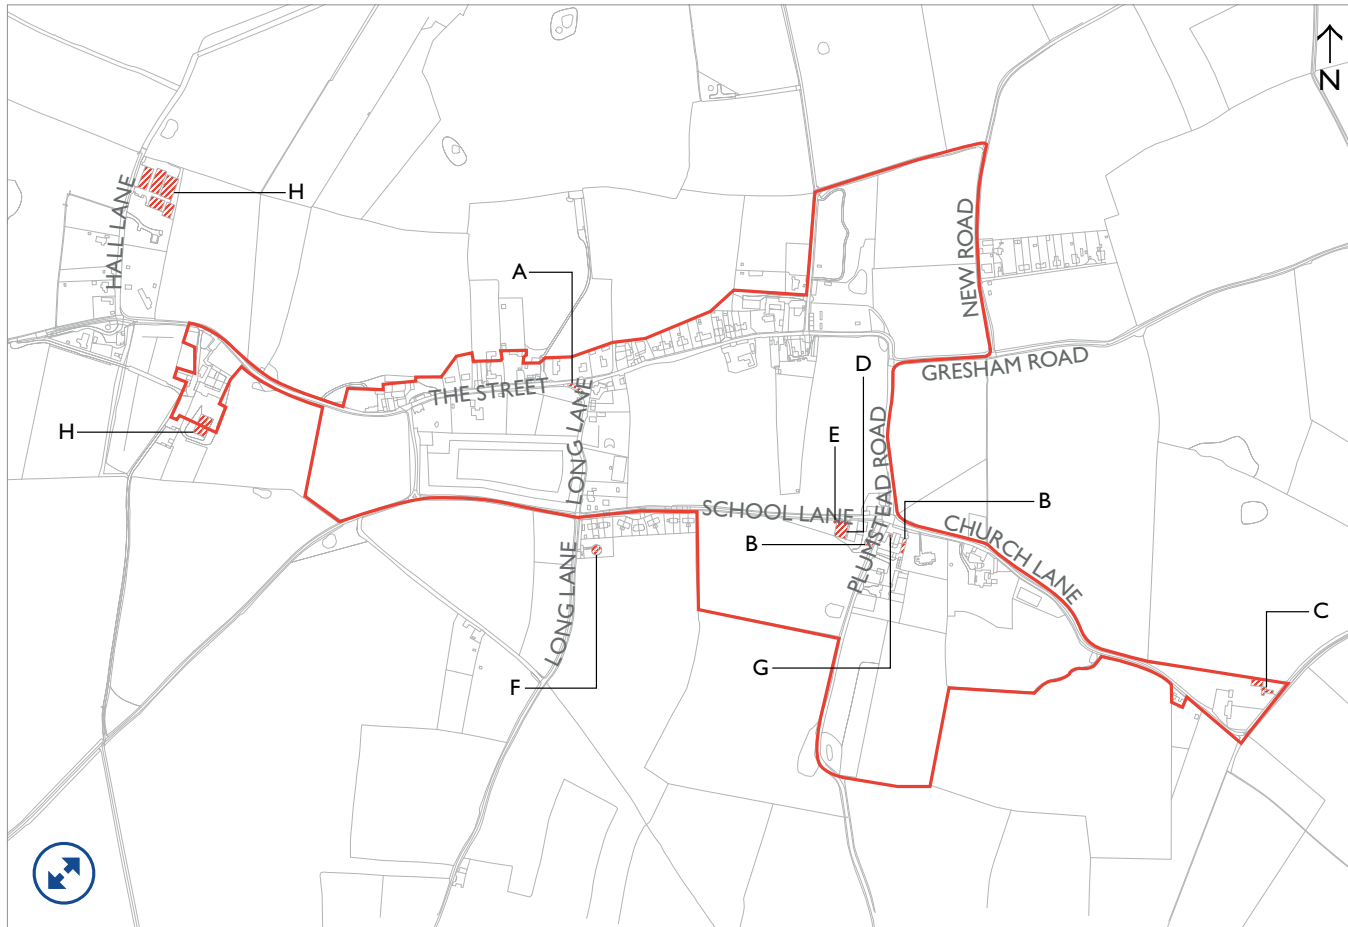 N
H
HALL LANE
A
NEW ROAD
GRESHAM ROAD
THE STREET
D
H
LONG LANE
E
PLUMSTEAD ROAD
SCHOOL LANE
B
B
CHURCH LANE
LONG LANE
F
G
C